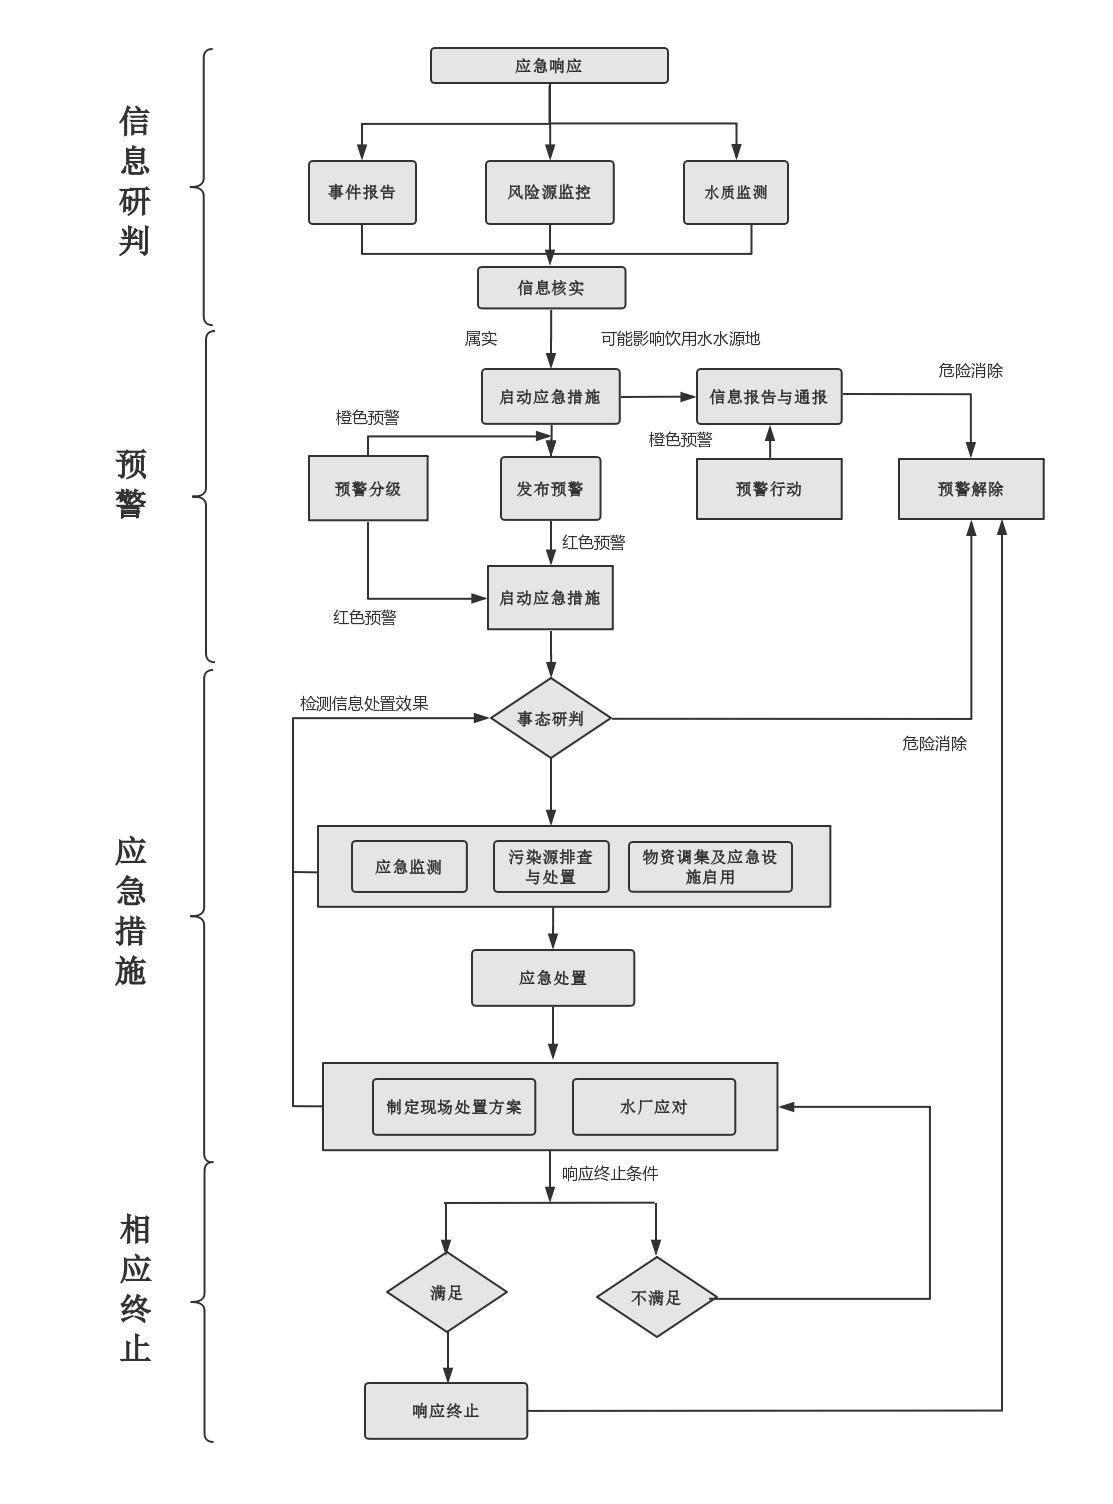 信息研判
应急响应
事件报告
风险源监控
水质监测
信息核实
属实
可能影响饮用水水源地
预警
启动应急措施
信息报告与通报
危险消除
橙色预警
橙色预警
预警分级
发布预警
预警行动
预警解除
红色预警
启动应急措施
红色预警
应急措施
检测信息处置效果
事态研判
危险消除
应急监测
污染源排查
与处置
物资调集及应急设
施启用
应急处置
制定现场处置方案
水厂应对
相应终止
响应终止条件
满足
不满足
响应终止